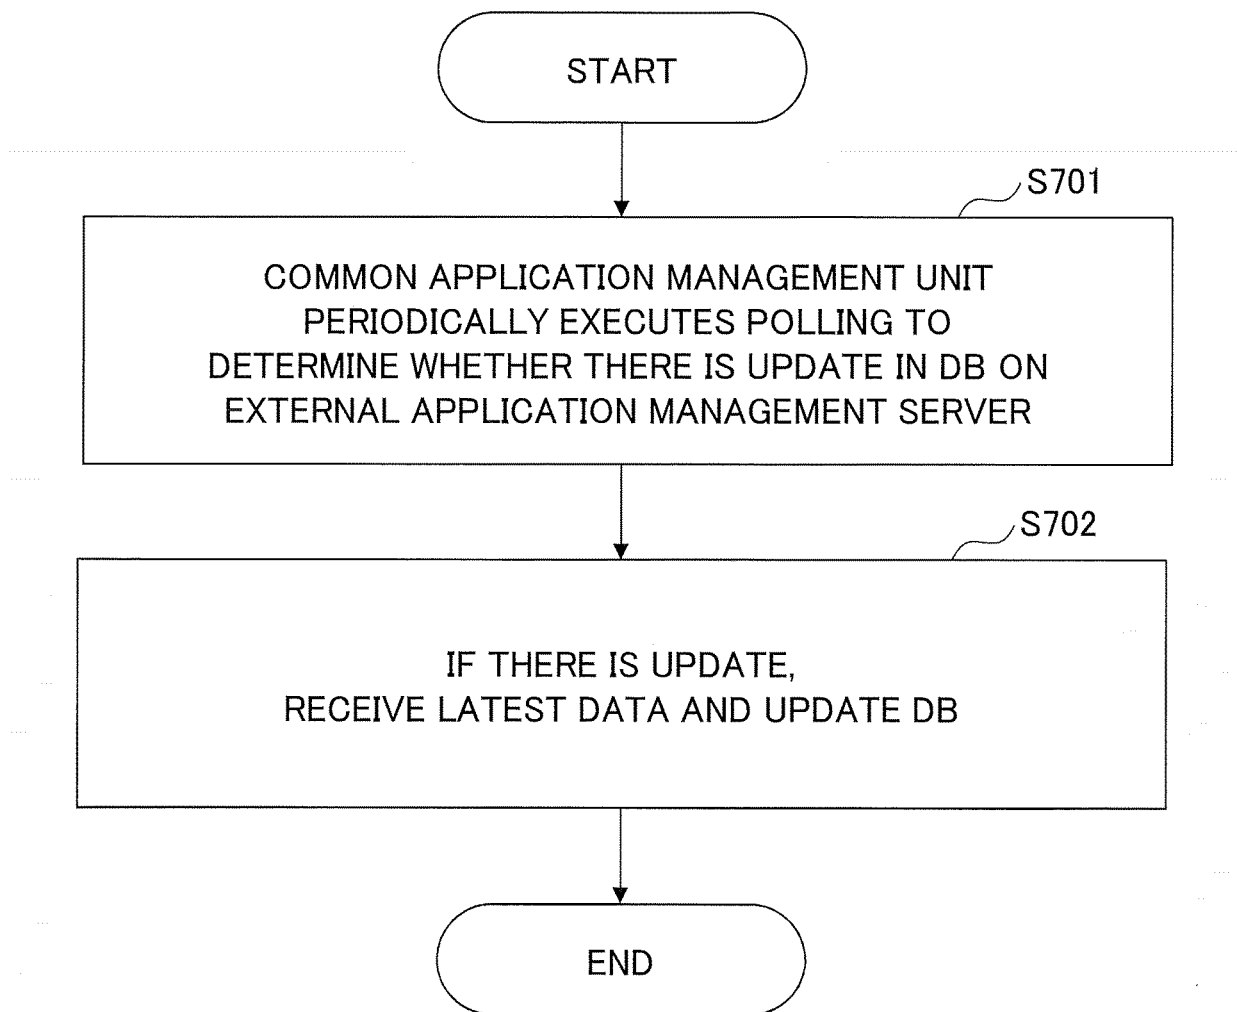 START
S701
COMMON APPLICATION MANAGEMENT UNIT
PERIODICALLY EXECUTES POLLING TO
DETERMINE WHETHER THERE IS UPDATE IN DB ON
EXTERNAL APPLICATION MANAGEMENT SERVER
S702
IF THERE IS UPDATE,
RECEIVE LATEST DATA AND UPDATE DB
END